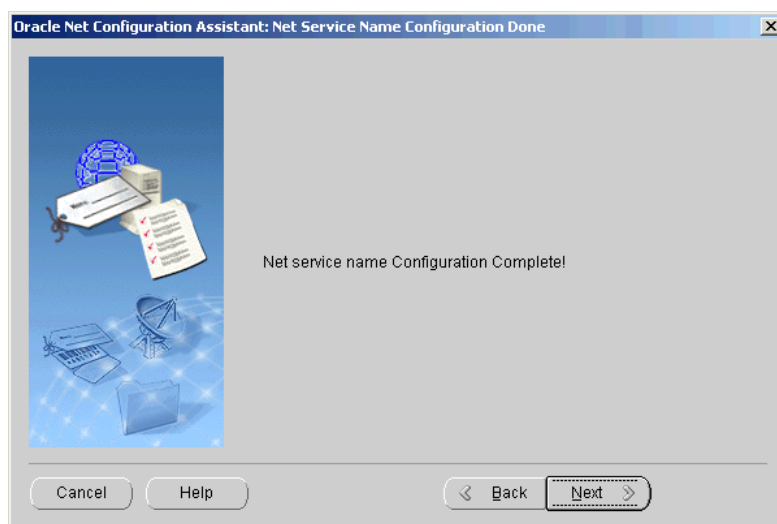 Oracle Net Configuration Assistant: Net Service Name Configuration Done
Net service name Configuration Complete!
Cancel
Help
Back
Next